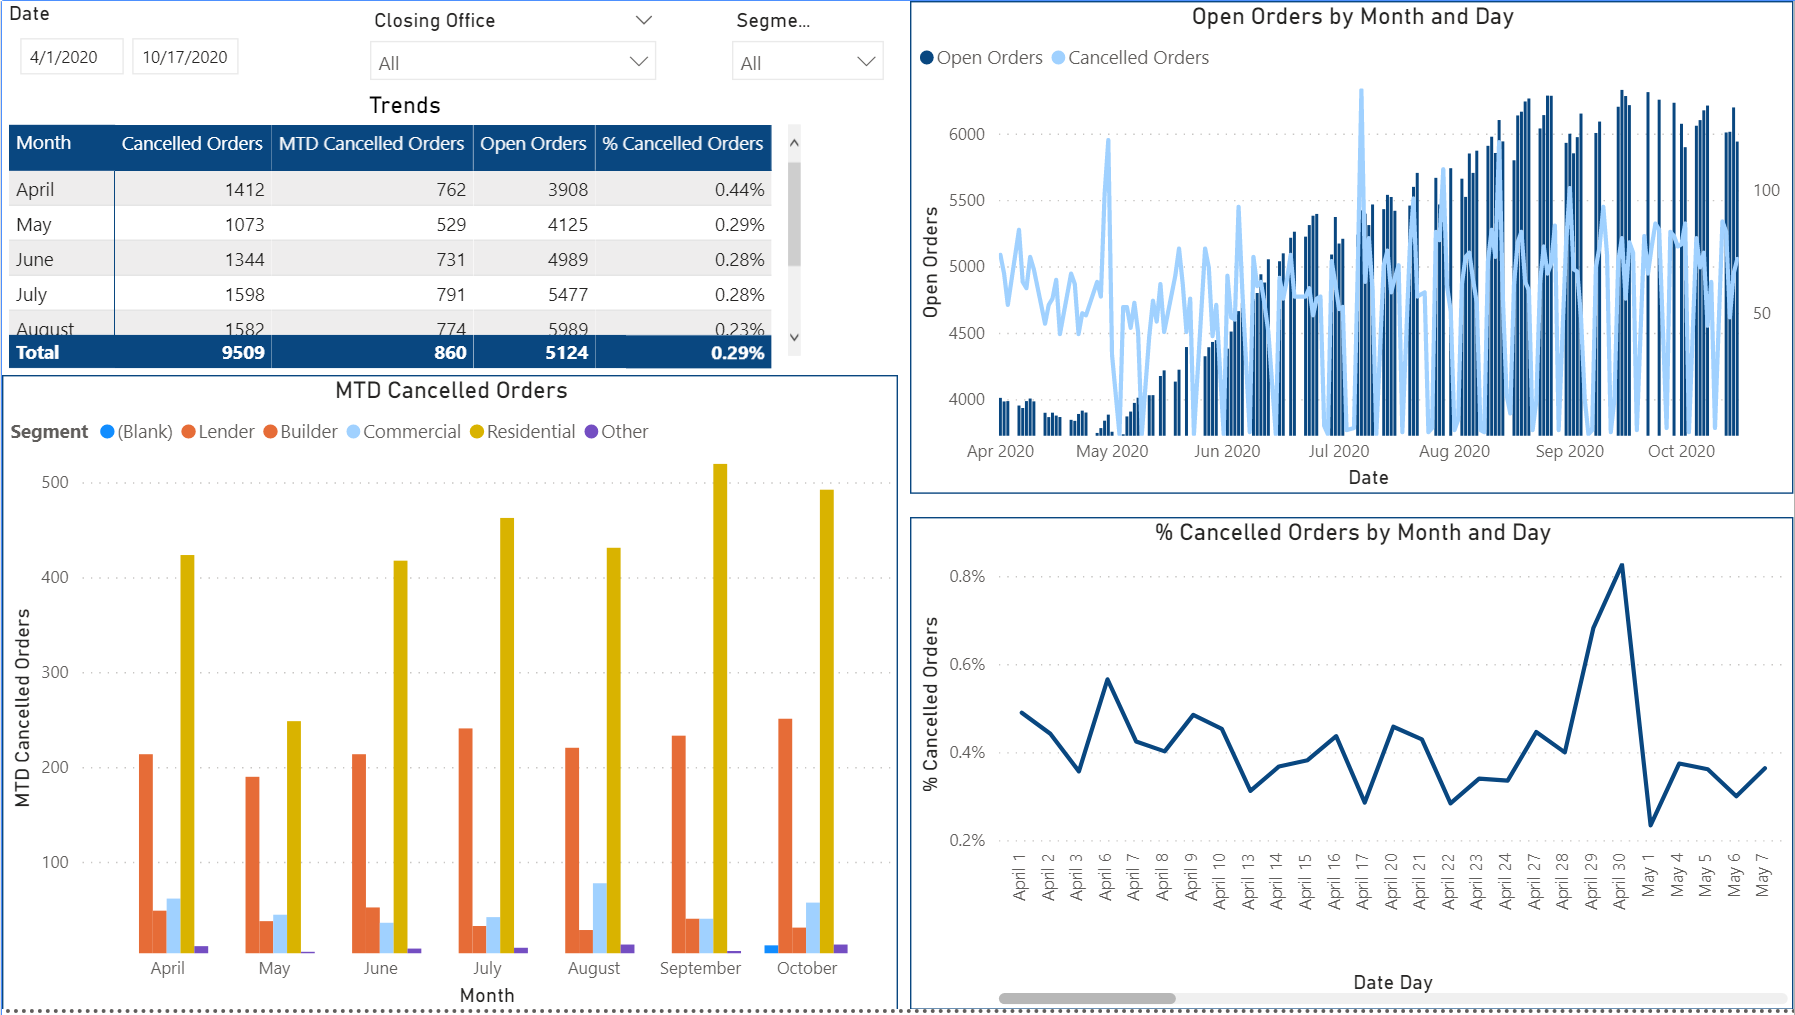 Date
4/1/2020 10/17/2020
Closing Office
All
Segme...
All
Trends
Month Cancelled Orders MTD Cancelled Orders Open Orders % Cancelled Orders
April 1412 762 3908 0.44%
May 1073 529 4125 0.29%
June 1344 731 4989 0.28%
July 1598 791 5477 0.28%
August 1582 774 5989 0.23%
Total 9509 860 5124 0.29%
Open Orders by Month and Day
Open Orders Cancelled Orders
Open Orders
6000
5500
5000
4500
4000
100
50
Apr 2020 May 2020 Jun 2020 Jul 2020 Aug 2020 Sep 2020 Oct 2020
Date
MTD Cancelled Orders
Segment (Blank) Lender Builder Commercial Residential Other
MTD Cancelled Orders
500
400
300
200
100
April May June July August September October
Month
% Cancelled Orders by Month and Day
% Cancelled Orders
0.8%
0.6%
0.4%
0.2%
April 1 April 2 April 3 April 6 April 7 April 8 April 9 April 10 April 13 April 14 April 15 April 16 April 17 April 20 April 21 April 22 April 23 April 24 April 27 April 28 April 29 April 30 May 1 May 4 May 5 May 6 May 7
Date Day